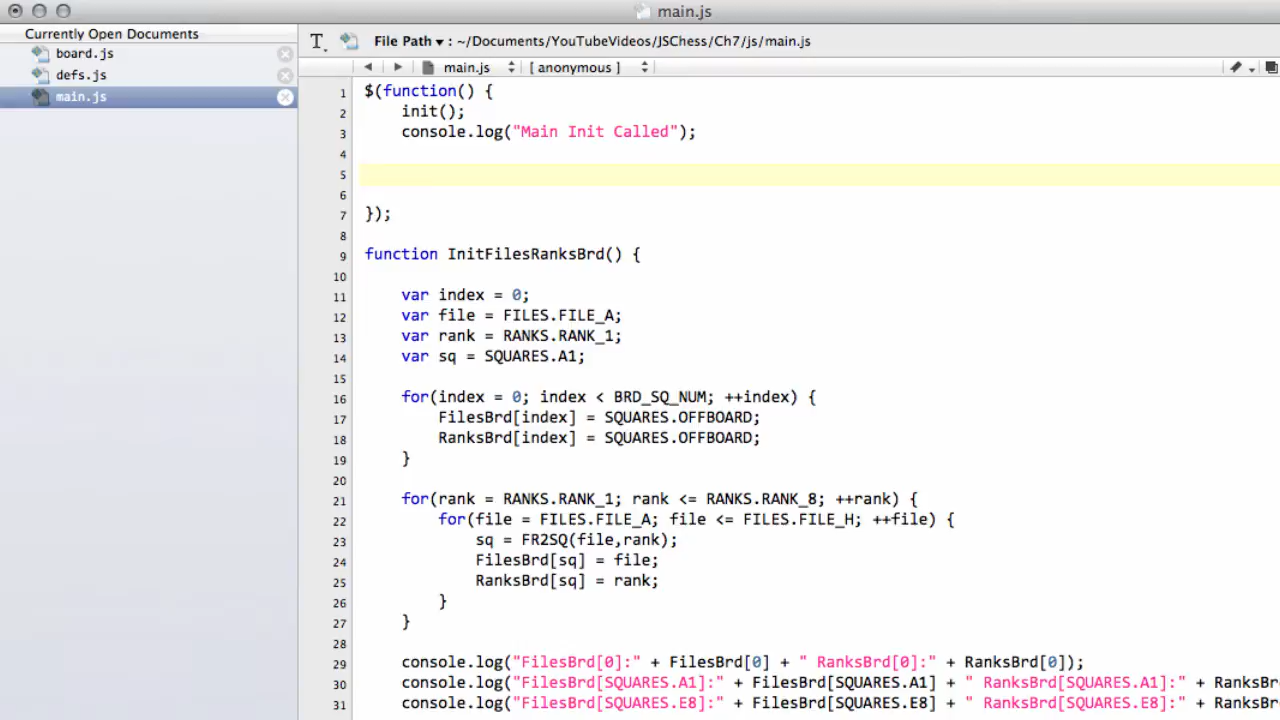 main.js
Currently Open Documents
board.js
defs.js
main.js
File Path ▾ : ~/Documents/YouTubeVideos/JSChess/Ch7/js/main.js
main.js [ anonymous ]
1 $(function() {
2 init();
3 console.log("Main Init Called");
4
5
6
7 });
8
9 function InitFilesRanksBrd() {
10
11 var index = 0;
12 var file = FILES.FILE_A;
13 var rank = RANKS.RANK_1;
14 var sq = SQUARES.A1;
15
16 for(index = 0; index < BRD_SQ_NUM; ++index) {
17 FilesBrd[index] = SQUARES.OFFBOARD;
18 RanksBrd[index] = SQUARES.OFFBOARD;
19 }
20
21 for(rank = RANKS.RANK_1; rank <= RANKS.RANK_8; ++rank) {
22 for(file = FILES.FILE_A; file <= FILES.FILE_H; ++file) {
23 sq = FR2SQ(file,rank);
24 FilesBrd[sq] = file;
25 RanksBrd[sq] = rank;
26 }
27 }
28
29 console.log("FilesBrd[0]:" + FilesBrd[0] + " RanksBrd[0]:" + RanksBrd[0]);
30 console.log("FilesBrd[SQUARES.A1]:" + FilesBrd[SQUARES.A1] + " RanksBrd[SQUARES.A1]:" + RanksBr
31 console.log("FilesBrd[SQUARES.E8]:" + FilesBrd[SQUARES.E8] + " RanksBrd[SQUARES.E8]:" + RanksBr